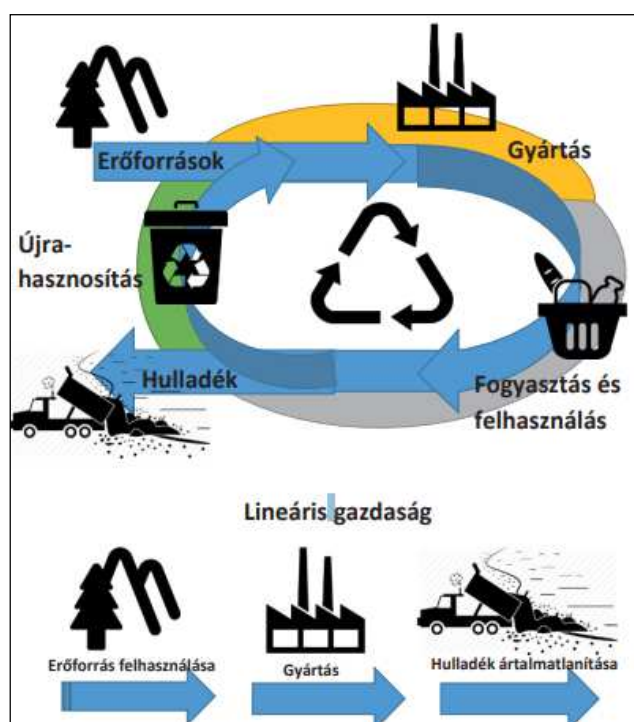 Erőforrások
Gyártás
Újra-
hasznosítás
Hulladék
Fogyasztás és
felhasználás
Lineáris gazdaság
Erőforrás felhasználása
Gyártás
Hulladék ártalmatlanítása